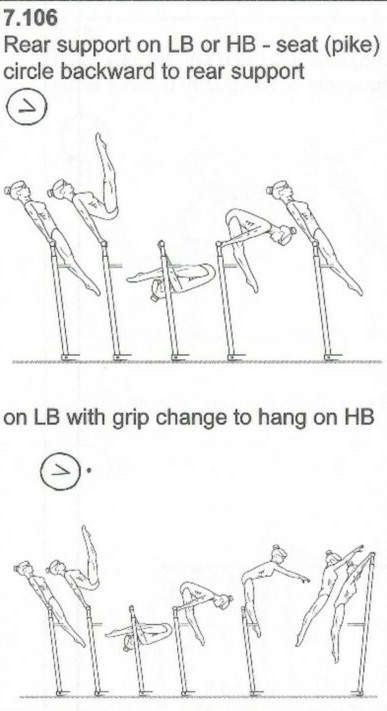 7.106
Rear support on LB or HB - seat (pike)
circle backward to rear support
on LB with grip change to hang on HB